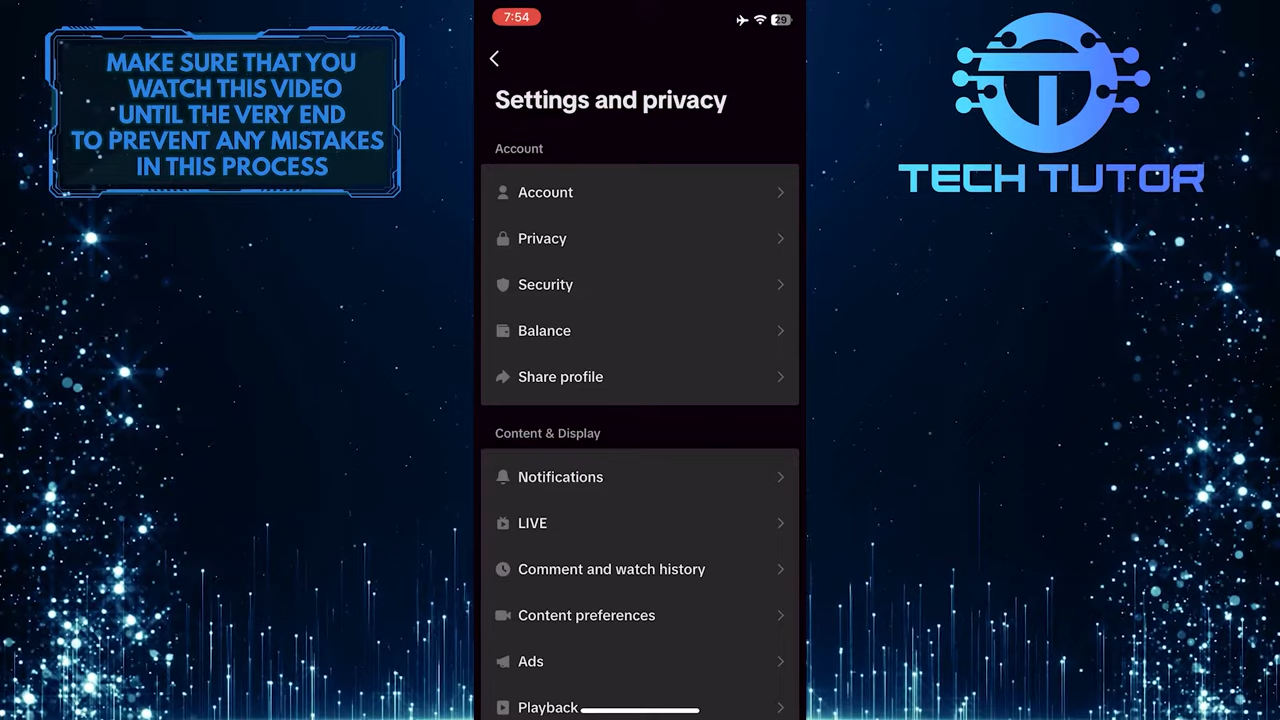 MAKE SURE THAT YOU
WATCH THIS VIDEO
UNTIL THE VERY END
TO PREVENT ANY MISTAKES
IN THIS PROCESS
7:54
29
Settings and privacy
Account
Account
Privacy
Security
Balance
Share profile
Content & Display
Notifications
LIVE
Comment and watch history
Content preferences
Ads
Playback
TECH TUTOR